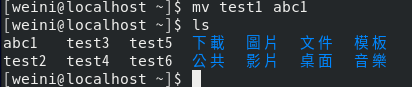 [weini@localhost ~]$ mv test1 abc1
[weini@localhost ~]$ ls
abc1 test3 test5 下載 圖片 文件 模板
test2 test4 test6 公共 影片 桌面 音樂
[weini@localhost ~]$